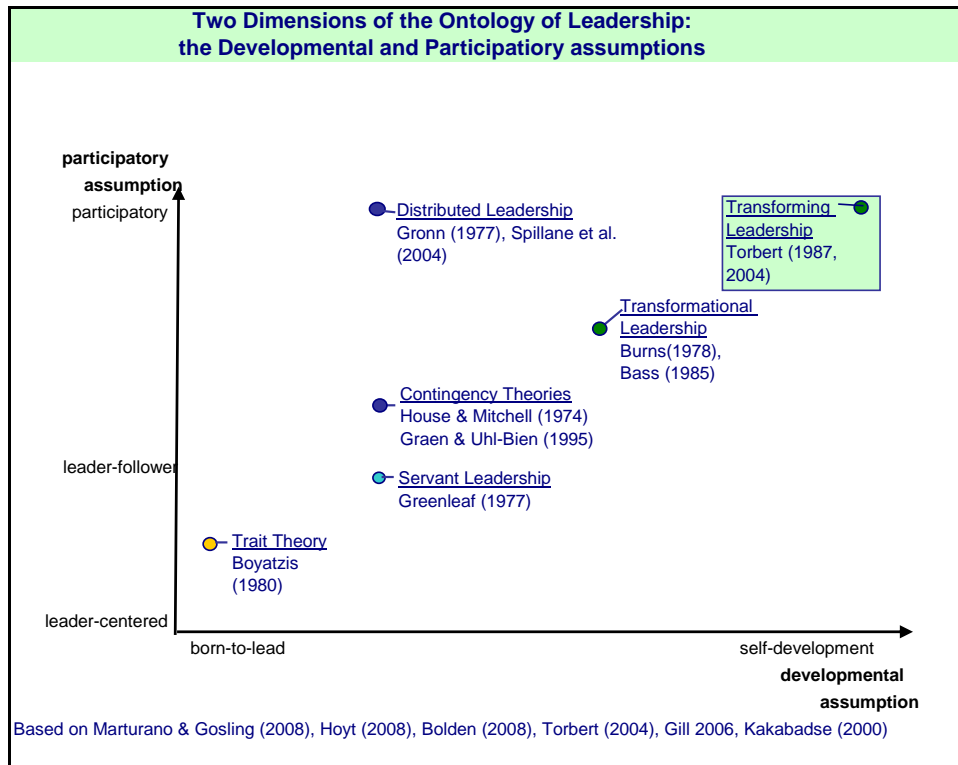 Two Dimensions of the Ontology of Leadership:
the Developmental and Participatiory assumptions
participatory
assumption
participatory
Distributed Leadership
Gronn (1977), Spillane et al.
(2004)
Transforming
Leadership
Torbert (1987,
2004)
Transformational
Leadership
Burns(1978),
Bass (1985)
Contingency Theories
House & Mitchell (1974)
Graen & Uhl-Bien (1995)
leader-follower
Servant Leadership
Greenleaf (1977)
Trait Theory
Boyatzis
(1980)
leader-centered
born-to-lead
self-development
developmental
assumption
Based on Marturano & Gosling (2008), Hoyt (2008), Bolden (2008), Torbert (2004), Gill 2006, Kakabadse (2000)